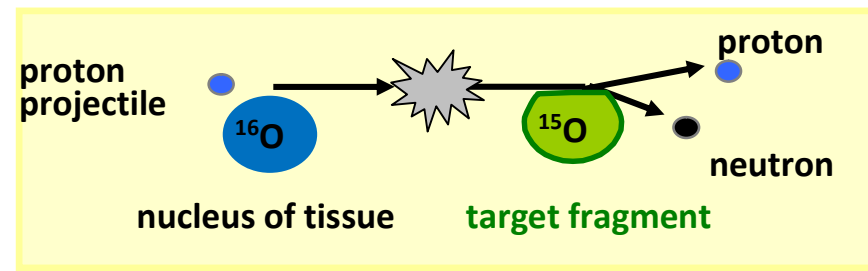 proton
projectile
¹⁶O
nucleus of tissue
¹⁵O
target fragment
proton
neutron